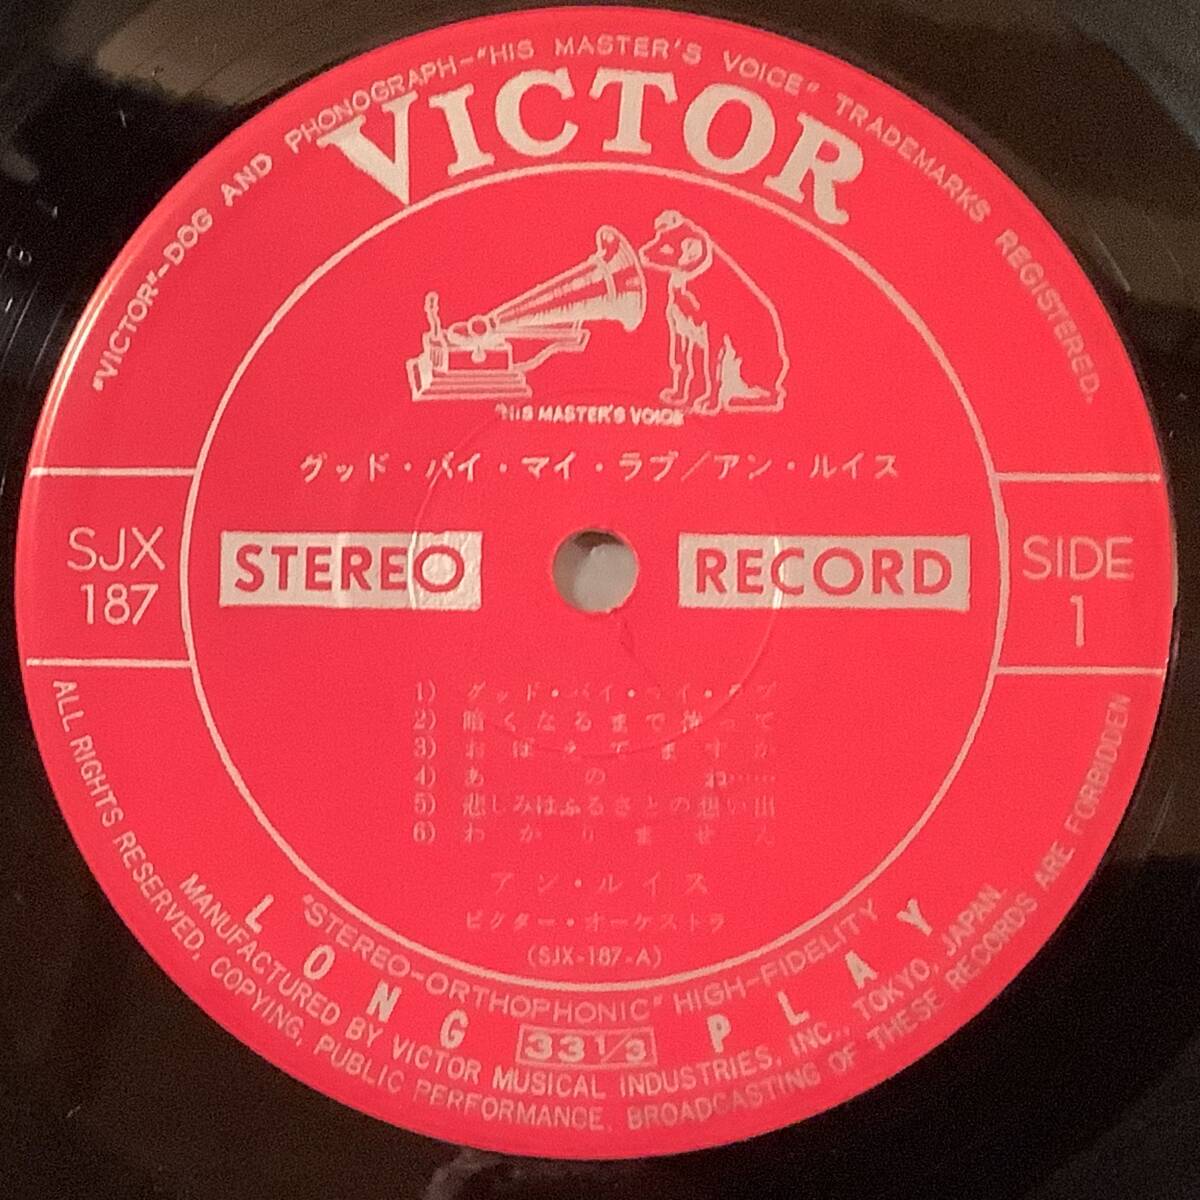 "VICTOR"-DOG AND PHONOGRAPH-"HIS MASTER'S VOICE" TRADEMARKS REGISTERED.
VICTOR
"HIS MASTER'S VOICE
グッド・バイ・マイ・ラブ/アン・ルイス
SJX
187
STEREO RECORD
SIDE
1
1) グッド・バイ・マイ・ラブ
2) 暗くなるまで待って
3) おぼえてますか
4) あのね……
5) 悲しみはふるさとの想い出
6) わかりません
アン・ルイス
ビクター・オーケストラ
(SJX-187-A)
"STEREO-ORTHOPHONIC" HIGH-FIDELITY
LONG 33 1/3 PLAY
MANUFACTURED BY VICTOR MUSICAL INDUSTRIES, INC., TOKYO, JAPAN.
ALL RIGHTS RESERVED, COPYING, PUBLIC PERFORMANCE, BROADCASTING OF THESE RECORDS ARE FORBIDDEN